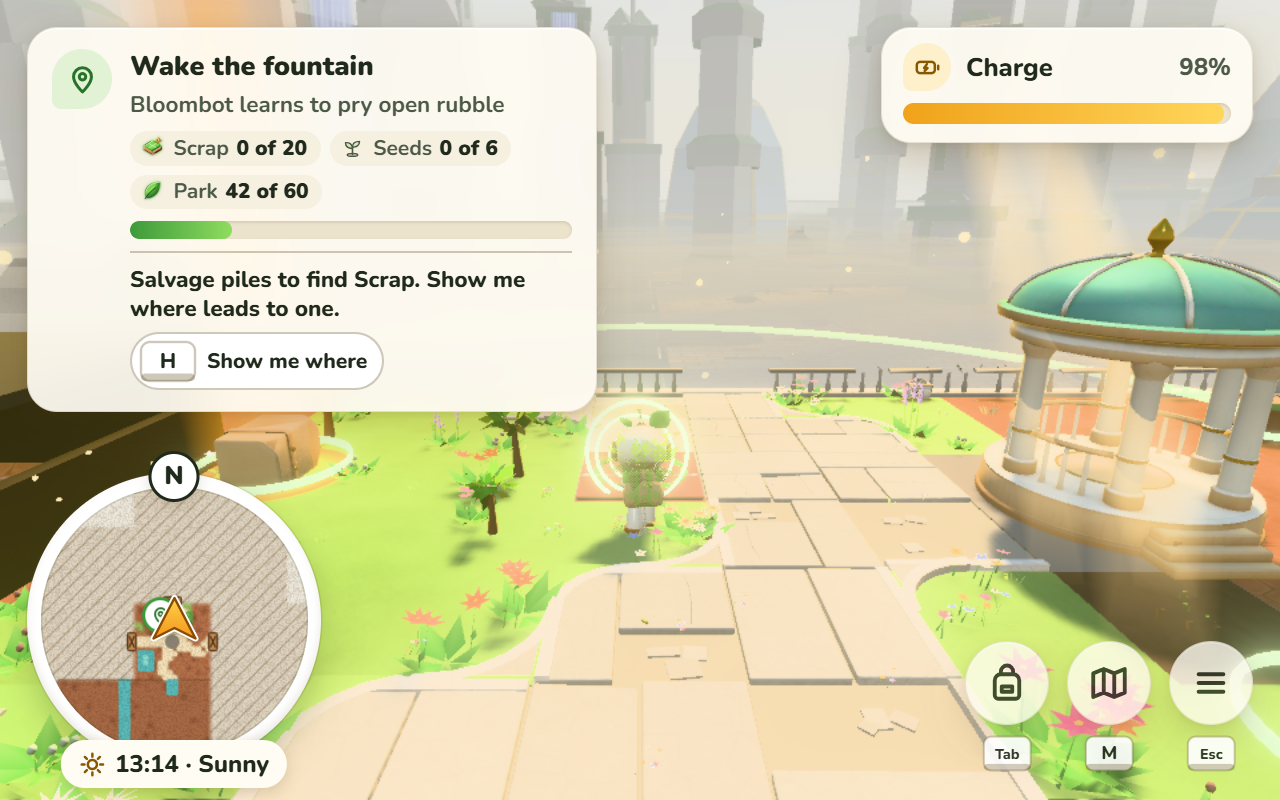 Wake the fountain
Bloombot learns to pry open rubble
Scrap 0 of 20 Seeds 0 of 6
Park 42 of 60
Salvage piles to find Scrap. Show me
where leads to one.
H Show me where
Charge 98%
N
13:14 · Sunny
Tab M Esc